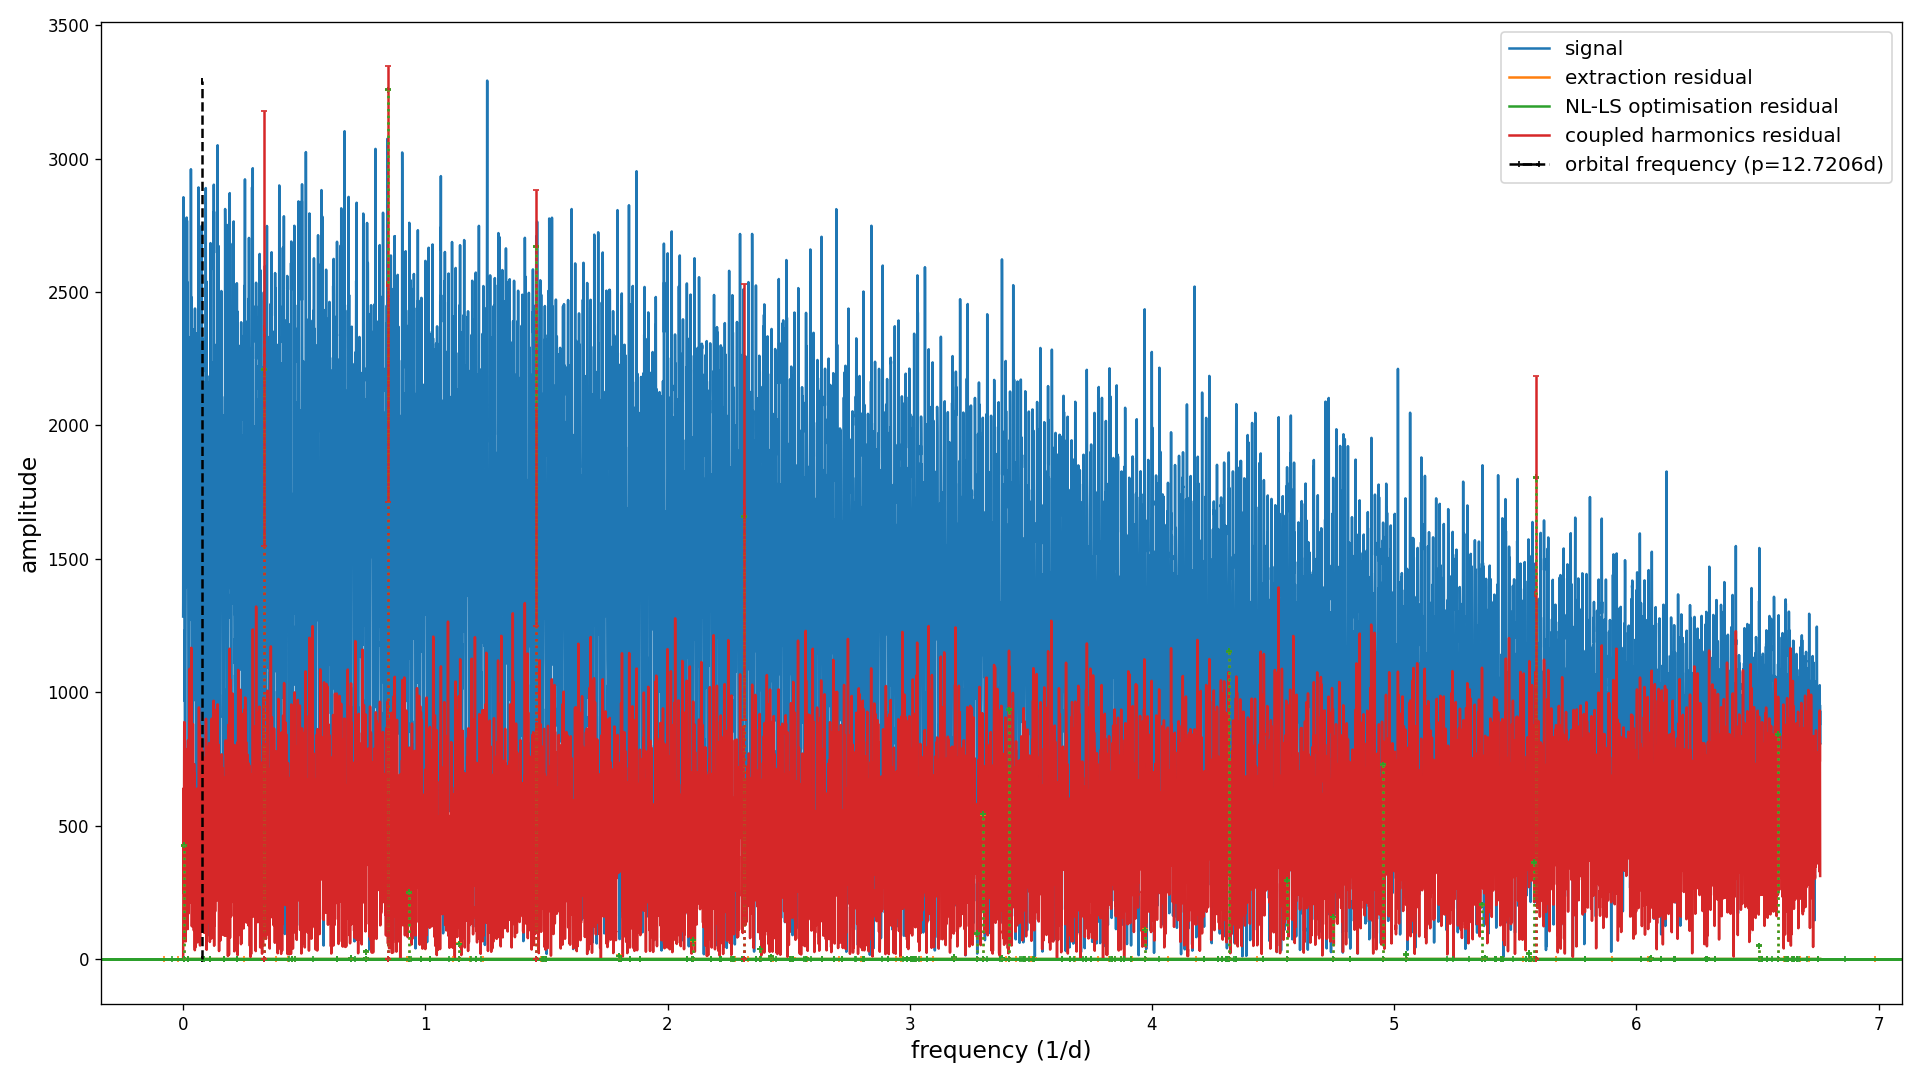 signal
extraction residual
NL-LS optimisation residual
coupled harmonics residual
orbital frequency (p=12.7206d)
amplitude
3500
3000
2500
2000
1500
1000
500
0
0 1 2 3 4 5 6 7
frequency (1/d)